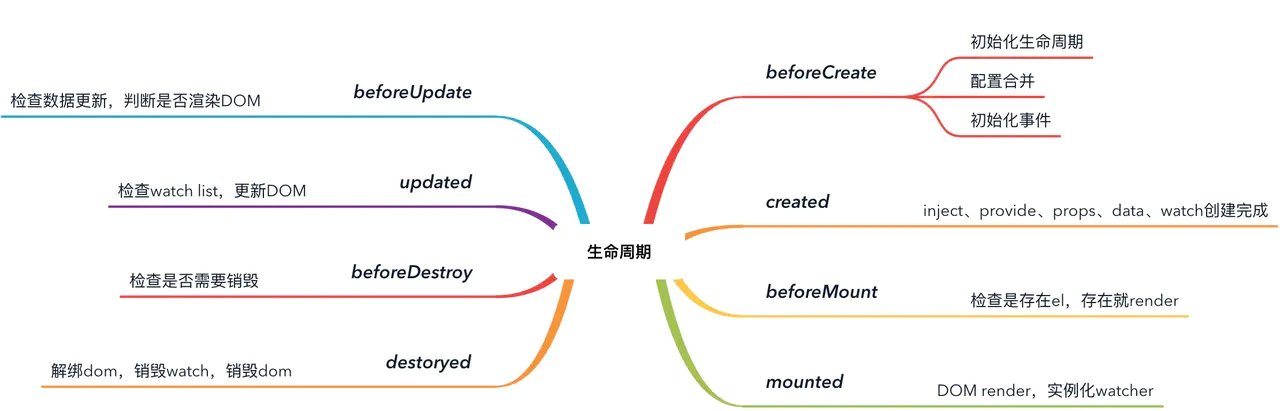 生命周期
beforeCreate
初始化生命周期
配置合并
初始化事件
created
inject、provide、props、data、watch创建完成
beforeMount
检查是存在el，存在就render
mounted
DOM render，实例化watcher
beforeUpdate
检查数据更新，判断是否渲染DOM
updated
检查watch list，更新DOM
beforeDestroy
检查是否需要销毁
destoryed
解绑dom，销毁watch，销毁dom